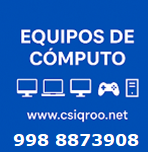 EQUIPOS DE
CÓMPUTO
www.csiqroo.net
998 8873908